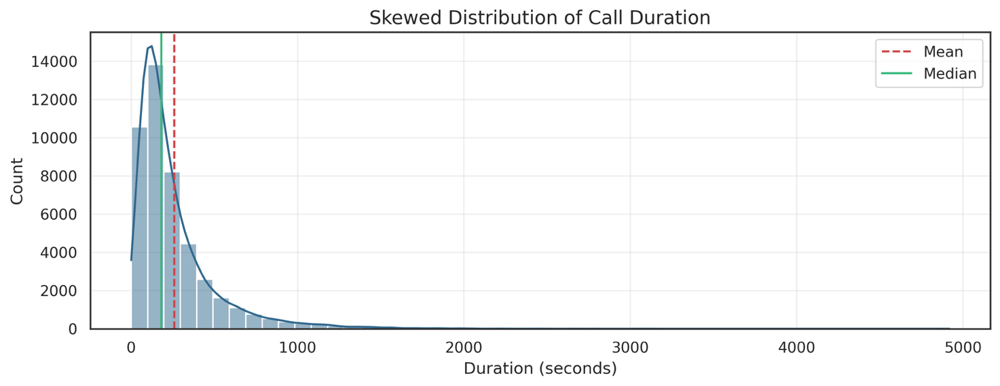 Skewed Distribution of Call Duration
Mean
Median
14000
12000
10000
8000
6000
4000
2000
0
Count
0 1000 2000 3000 4000 5000
Duration (seconds)